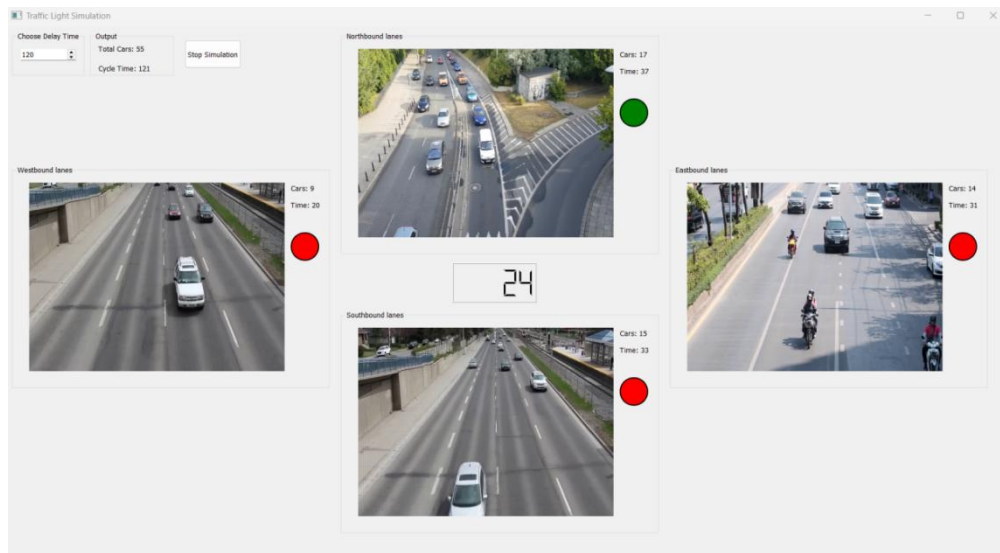 Traffic Light Simulation
Choose Delay Time
120
Output
Total Cars: 55
Cycle Time: 121
Stop Simulation
Northbound lanes
Cars: 17
Time: 37
Westbound lanes
Cars: 9
Time: 20
Eastbound lanes
Cars: 14
Time: 31
24
Southbound lanes
Cars: 15
Time: 33